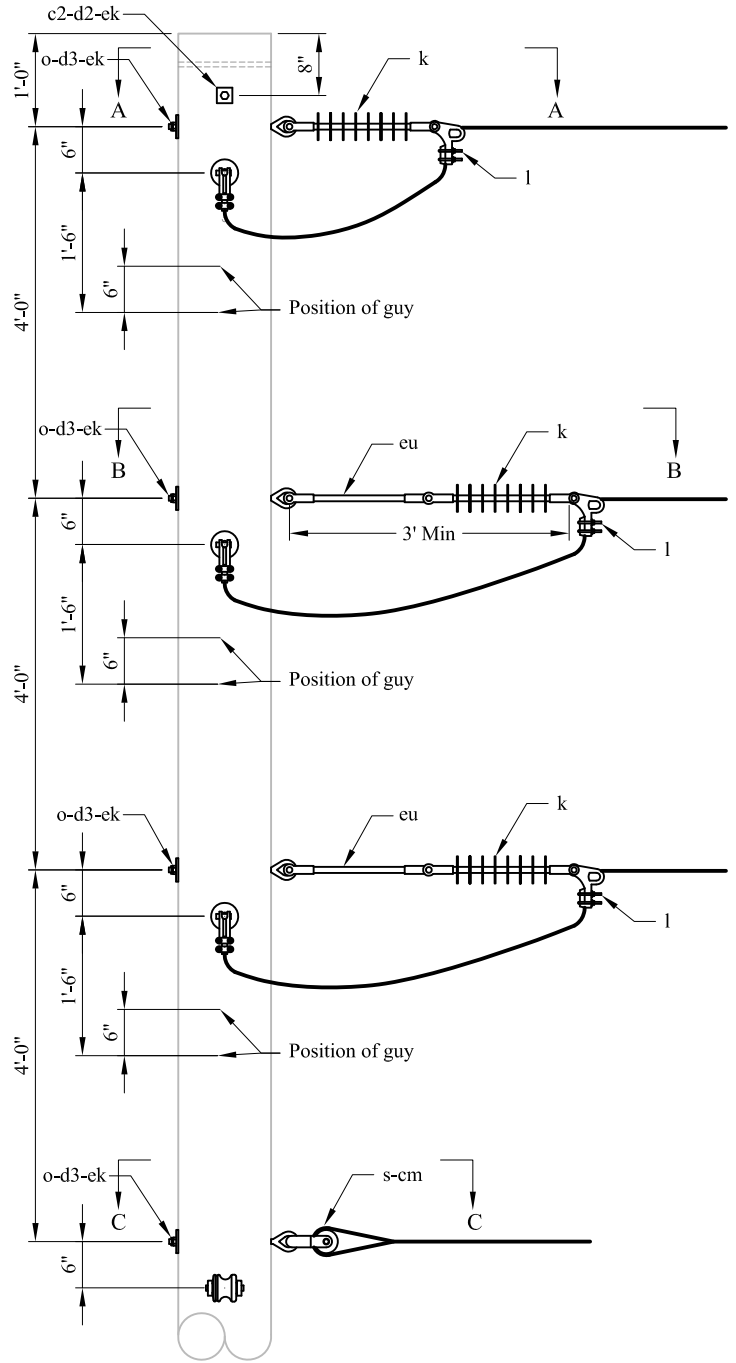 c2-d2-ek
o-d3-ek
k
1'-0"
8"
A
A
6"
l
1'-6"
4'-0"
6"
Position of guy
o-d3-ek
B
eu
k
B
6"
3' Min
l
1'-6"
4'-0"
6"
Position of guy
o-d3-ek
eu
k
6"
l
1'-6"
4'-0"
6"
Position of guy
o-d3-ek
s-cm
C
C
6"